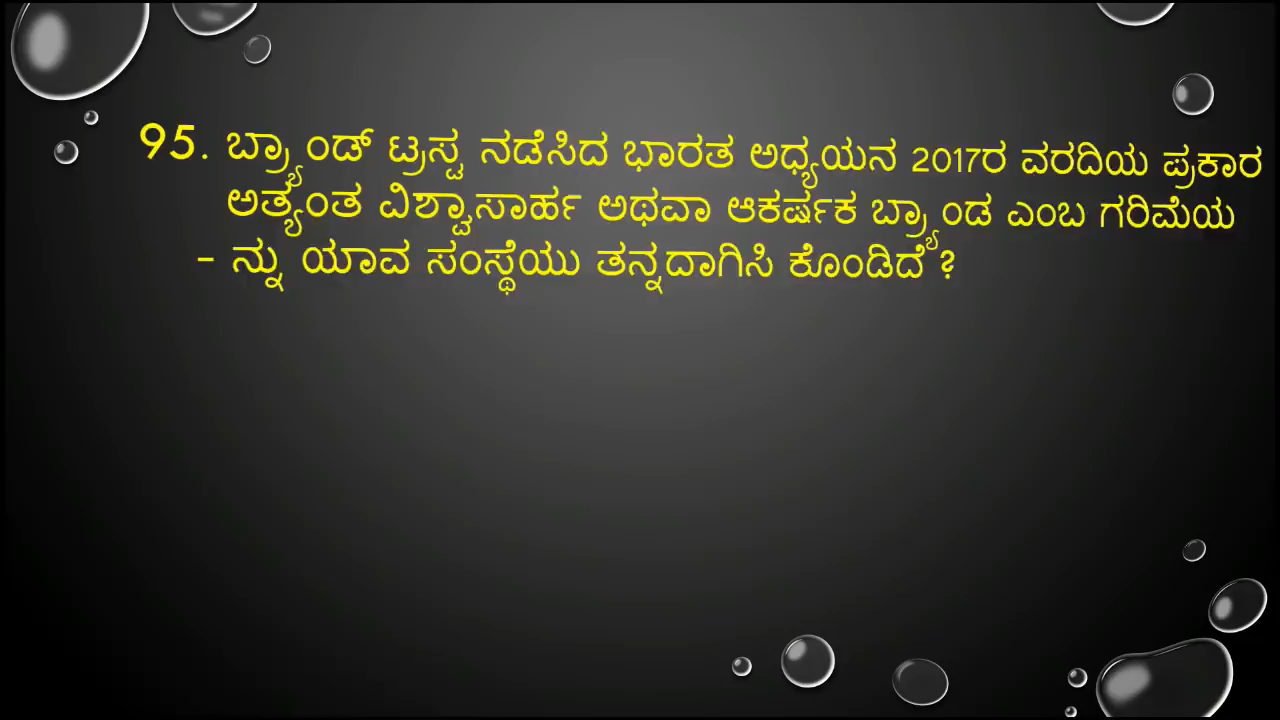 95. ಬ್ರ್ಯಾಂಡ್ ಟ್ರಸ್ಟ ನಡೆಸಿದ ಭಾರತ ಅಧ್ಯಯನ 2017ರ ವರದಿಯ ಪ್ರಕಾರ
ಅತ್ಯಂತ ವಿಶ್ವಾಸಾರ್ಹ ಅಥವಾ ಆಕರ್ಷಕ ಬ್ರ್ಯಾಂಡ ಎಂಬ ಗರಿಮೆಯ
- ನ್ನು ಯಾವ ಸಂಸ್ಥೆಯು ತನ್ನದಾಗಿಸಿ ಕೊಂಡಿದೆ ?